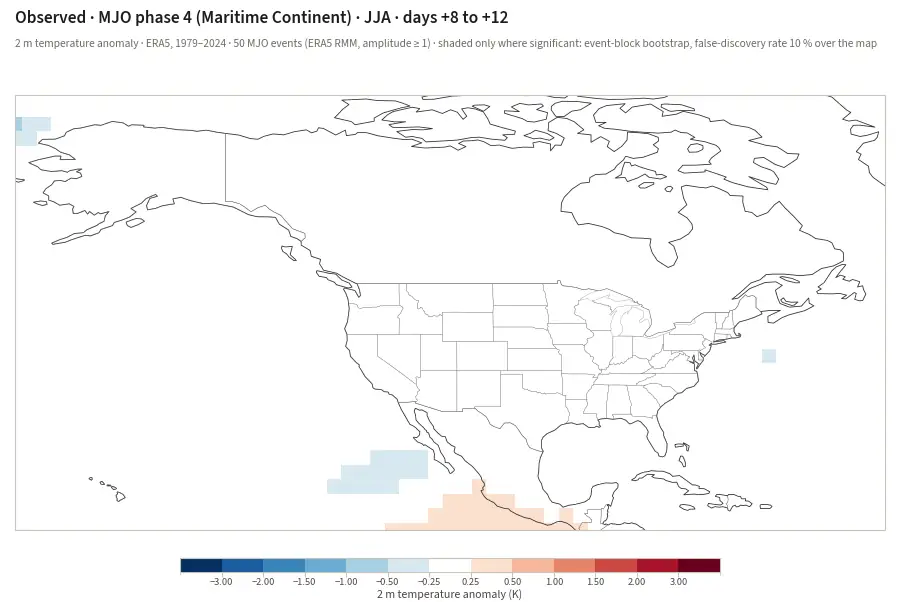 Observed · MJO phase 4 (Maritime Continent) · JJA · days +8 to +12
2 m temperature anomaly · ERA5, 1979–2024 · 50 MJO events (ERA5 RMM, amplitude ≥ 1) · shaded only where significant: event-block bootstrap, false-discovery rate 10 % over the map
−3.00 −2.00 −1.50 −1.00 −0.50 −0.25 0.25 0.50 1.00 1.50 2.00 3.00
2 m temperature anomaly (K)